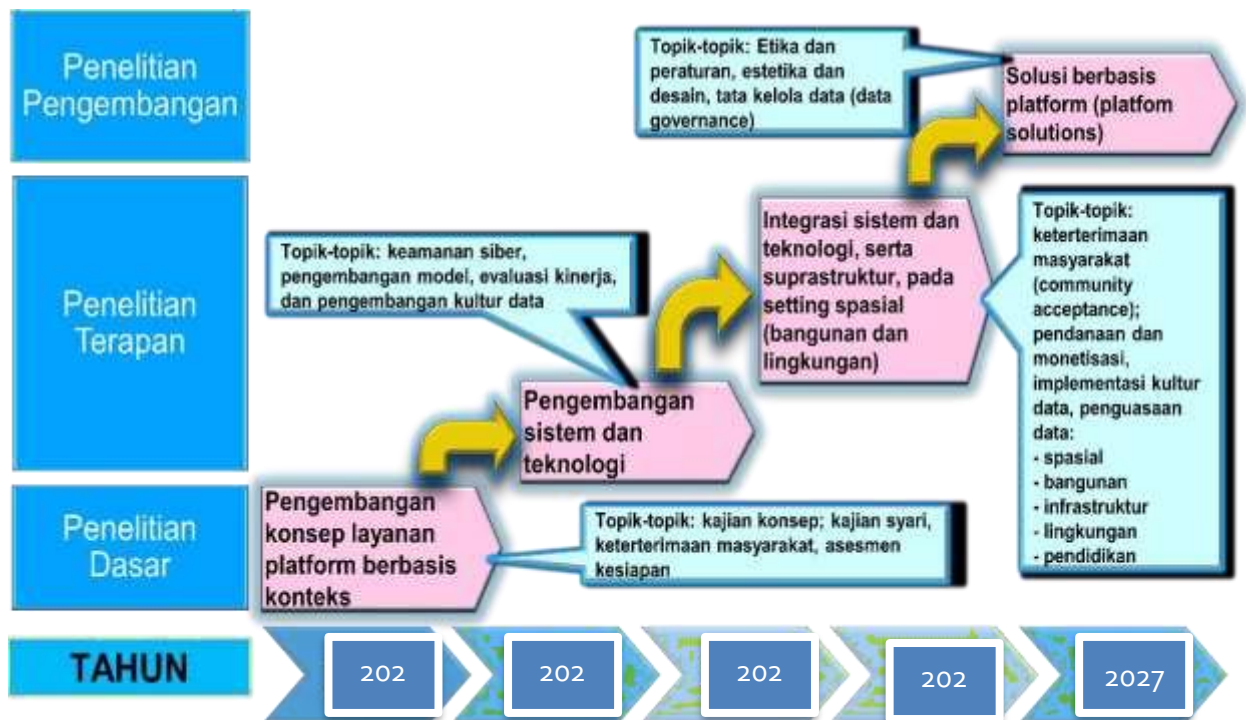 Penelitian
Pengembangan
Topik-topik: Etika dan
peraturan, estetika dan
desain, tata kelola data (data
governance)
Solusi berbasis
platform (platfom
solutions)
Penelitian
Terapan
Topik-topik: keamanan siber,
pengembangan model, evaluasi kinerja,
dan pengembangan kultur data
Pengembangan
sistem dan
teknologi
Integrasi sistem dan
teknologi, serta
suprastruktur, pada
setting spasial
(bangunan dan
lingkungan)
Topik-topik:
keterterimaan
masyarakat
(community
acceptance);
pendanaan dan
monetisasi,
implementasi kultur
data, penguasaan
data:
- spasial
- bangunan
- infrastruktur
- lingkungan
- pendidikan
Penelitian
Dasar
Pengembangan
konsep layanan
platform berbasis
konteks
Topik-topik: kajian konsep; kajian syari,
keterterimaan masyarakat, asesmen
kesiapan
TAHUN
202
202
202
202
2027